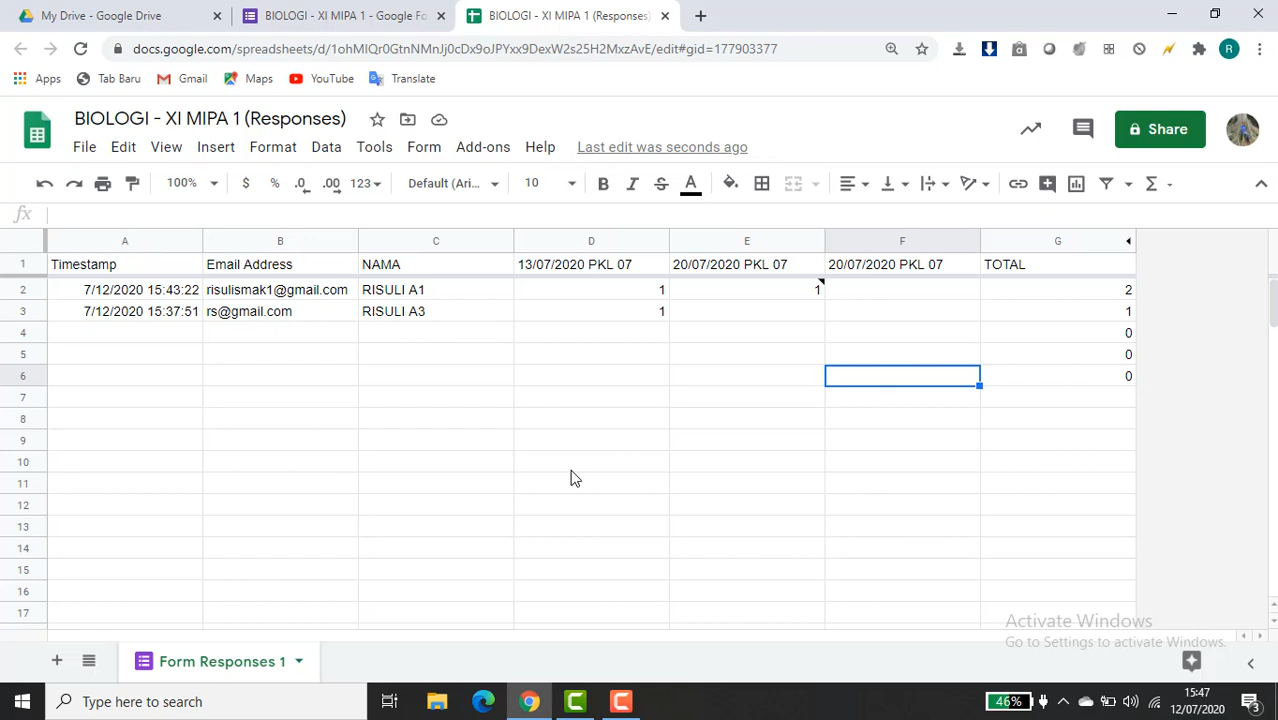 My Drive - Google Drive
BIOLOGI - XI MIPA 1 - Google Fo
BIOLOGI - XI MIPA 1 (Responses)
docs.google.com/spreadsheets/d/1ohMIQr0GtnNMnJj0cDx9oJPYxx9DexW2s25H2MxzAvE/edit#gid=177903377
R
Apps
Tab Baru
Gmail
Maps
YouTube
Translate
BIOLOGI - XI MIPA 1 (Responses)
File Edit View Insert Format Data Tools Form Add-ons Help Last edit was seconds ago
Share
100% $ % .0 .00 123 Default (Ari... 10 B I S A Σ
fx
A B C D E F G
1 Timestamp Email Address NAMA 13/07/2020 PKL 07 20/07/2020 PKL 07 20/07/2020 PKL 07 TOTAL
2 7/12/2020 15:43:22 risulismak1@gmail.com RISULI A1 1 1 2
3 7/12/2020 15:37:51 rs@gmail.com RISULI A3 1 1
4 0
5 0
6 0
7
8
9
10
11
12
13
14
15
16
17
Activate Windows
Go to Settings to activate Windows.
Form Responses 1
Type here to search
46%
15:47
12/07/2020
3